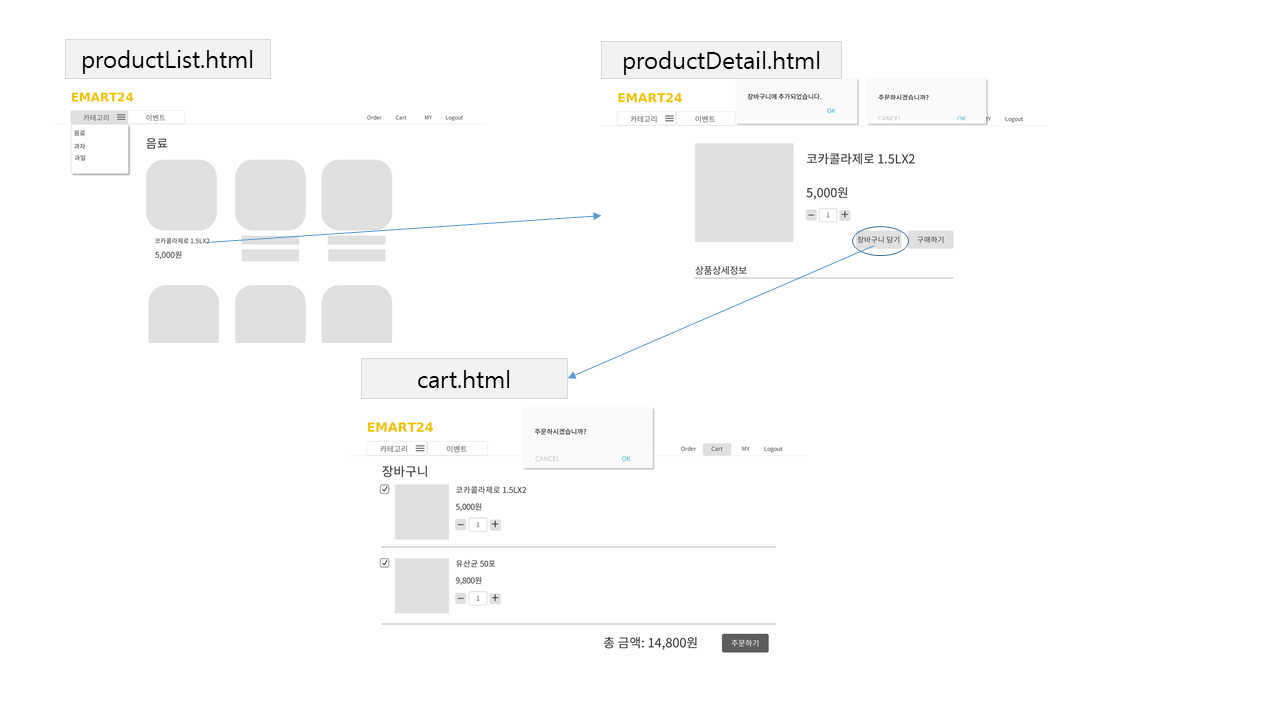 productList.html
EMART24
카테고리 이벤트 Order Cart MY Logout
음료
과자
과일
음료
코카콜라제로 1.5LX2
5,000원
productDetail.html
EMART24
장바구니에 추가되었습니다.
OK
주문하시겠습니까?
CANCEL OK
카테고리 이벤트 MY Logout
코카콜라제로 1.5LX2
5,000원
1
장바구니 담기 구매하기
상품상세정보
cart.html
EMART24
주문하시겠습니까?
CANCEL OK
카테고리 이벤트 Order Cart MY Logout
장바구니
코카콜라제로 1.5LX2
5,000원
1
유산균 50포
9,800원
1
총 금액: 14,800원 주문하기